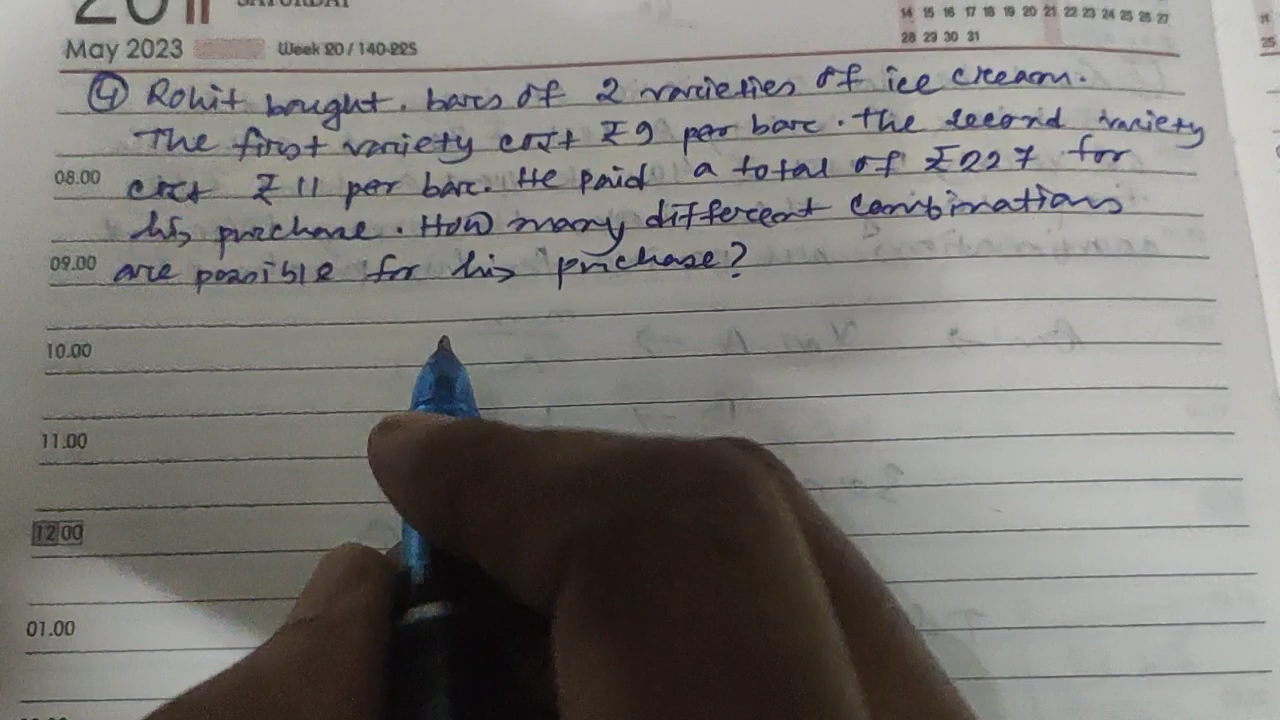 SATURDAY
14 15 16 17 18 19 20 21 22 23 24 25 26 27
May 2023 Week 20 / 140-225
28 29 30 31
④ Rohit bought. bars of 2 varieties of ice cream.
The first variety cost ₹9 per bar. the second variety
08.00 cost ₹11 per bar. He paid a total of ₹227 for
his purchase. How many different combinations
09.00 are possible for his purchase?
10.00
11.00
12 00
01.00